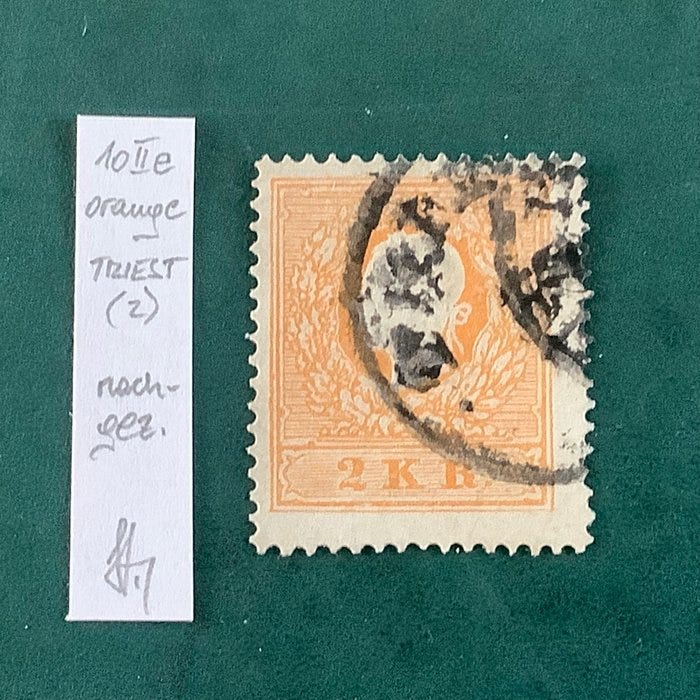 10IIe
orange
–
TRIEST
(2)
nach-
gez.
2 KR.